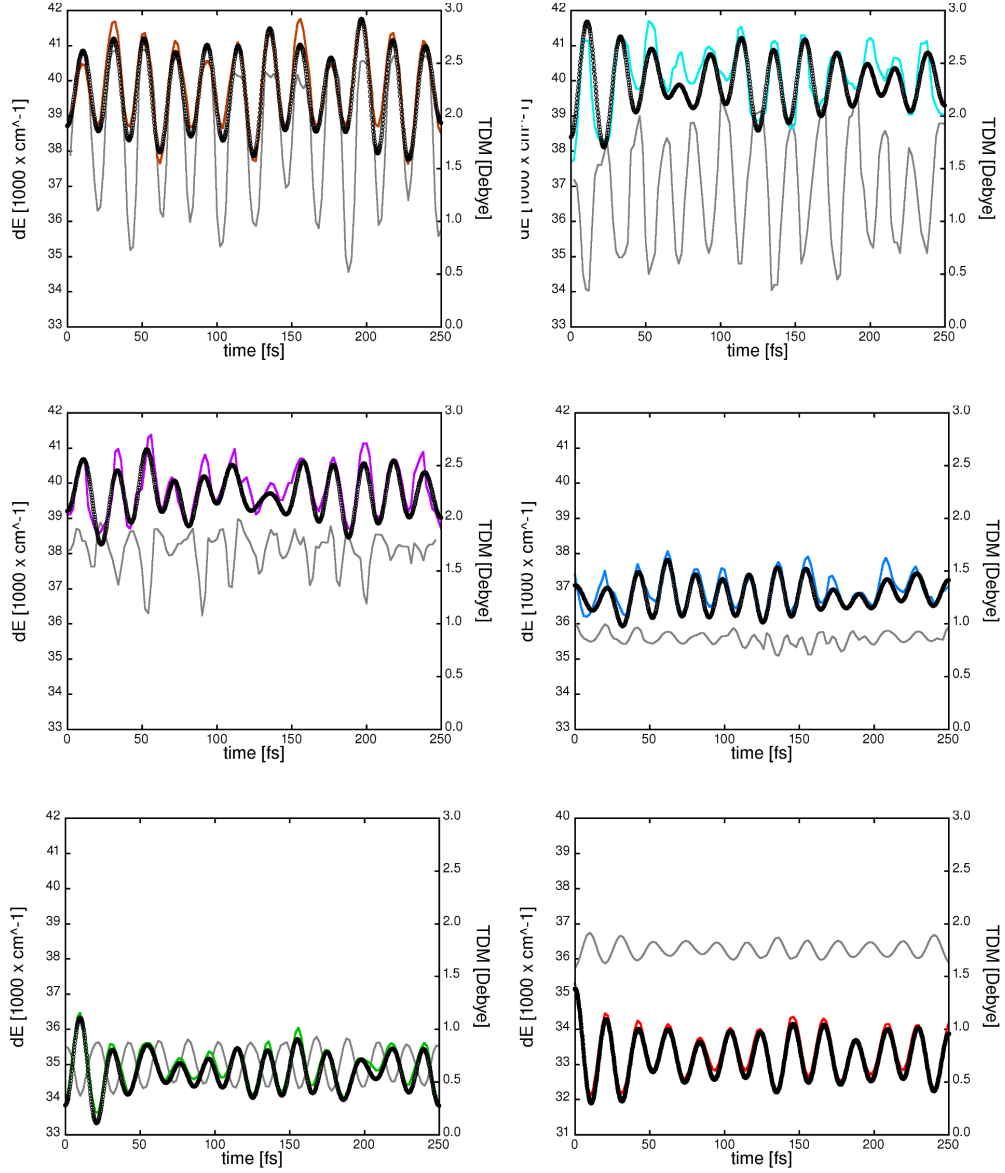 42 3.0 42 3.0
41 41
2.5 2.5
40 40
2.0 2.0
39 39
dE [1000 x cm^-1] 38 1.5 TDM [Debye] dE [1000 x cm^-1] 38 1.5 TDM [Debye]
37 37
36 1.0 36 1.0
35 35
0.5 0.5
34 34
33 0.0 33 0.0
0 50 100 150 200 250 0 50 100 150 200 250
time [fs] time [fs]
42 3.0 42 3.0
41 41
2.5 2.5
40 40
2.0 2.0
39 39
dE [1000 x cm^-1] 38 1.5 TDM [Debye] dE [1000 x cm^-1] 38 1.5 TDM [Debye]
37 37
36 1.0 36 1.0
35 35
0.5 0.5
34 34
33 0.0 33 0.0
0 50 100 150 200 250 0 50 100 150 200 250
time [fs] time [fs]
42 3.0 40 3.0
41 39
2.5 2.5
40 38
2.0 2.0
39 37
dE [1000 x cm^-1] 38 1.5 TDM [Debye] dE [1000 x cm^-1] 36 1.5 TDM [Debye]
37 35
36 1.0 34 1.0
35 33
0.5 0.5
34 32
33 0.0 31 0.0
0 50 100 150 200 250 0 50 100 150 200 250
time [fs] time [fs]